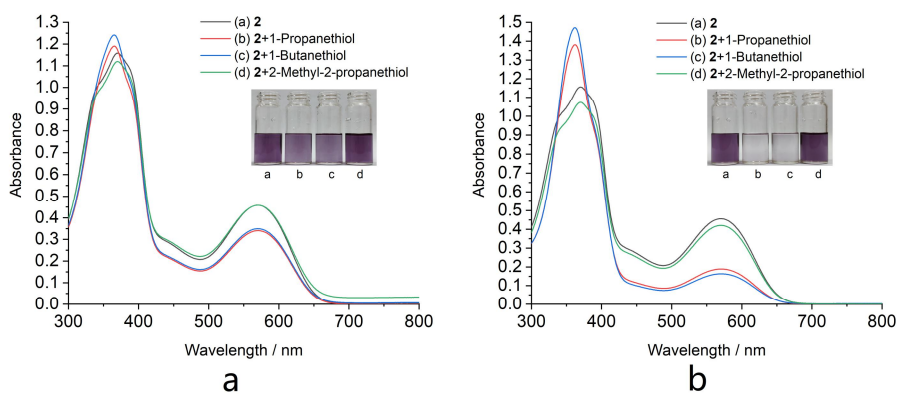 1.3
1.2
1.1
1.0
0.9
0.8
0.7
0.6
0.5
0.4
0.3
0.2
0.1
0.0
Absorbance
(a) 2
(b) 2+1-Propanethiol
(c) 2+1-Butanethiol
(d) 2+2-Methyl-2-propanethiol
a b c d
300 400 500 600 700 800
Wavelength / nm
a
1.5
1.4
1.3
1.2
1.1
1.0
0.9
0.8
0.7
0.6
0.5
0.4
0.3
0.2
0.1
0.0
Absorbance
(a) 2
(b) 2+1-Propanethiol
(c) 2+1-Butanethiol
(d) 2+2-Methyl-2-propanethiol
a b c d
300 400 500 600 700 800
Wavelength / nm
b